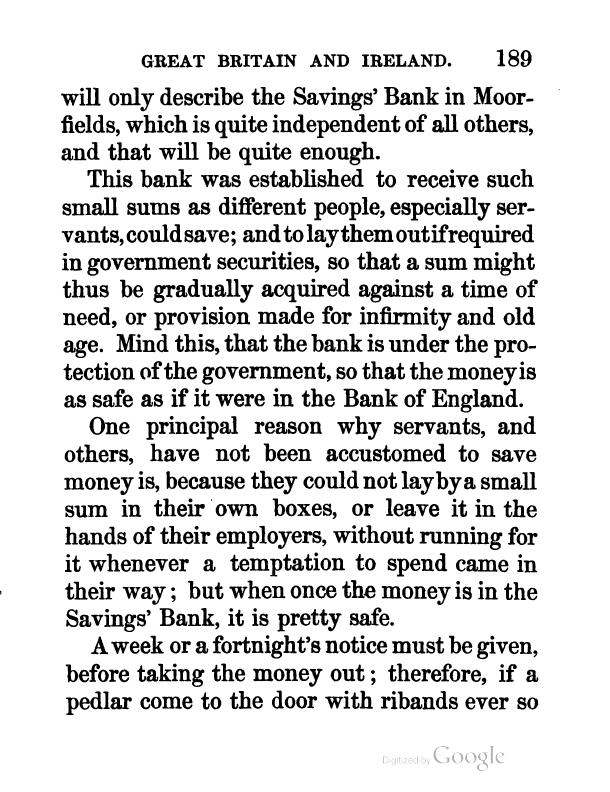 GREAT BRITAIN AND IRELAND. 189
will only describe the Savings' Bank in Moor-
fields, which is quite independent of all others,
and that will be quite enough.
This bank was established to receive such
small sums as different people, especially ser-
vants, could save; and to lay them out if required
in government securities, so that a sum might
thus be gradually acquired against a time of
need, or provision made for infirmity and old
age. Mind this, that the bank is under the pro-
tection of the government, so that the money is
as safe as if it were in the Bank of England.
One principal reason why servants, and
others, have not been accustomed to save
money is, because they could not lay by a small
sum in their own boxes, or leave it in the
hands of their employers, without running for
it whenever a temptation to spend came in
their way; but when once the money is in the
Savings' Bank, it is pretty safe.
A week or a fortnight's notice must be given,
before taking the money out; therefore, if a
pedlar come to the door with ribands ever so
Digitized by Google